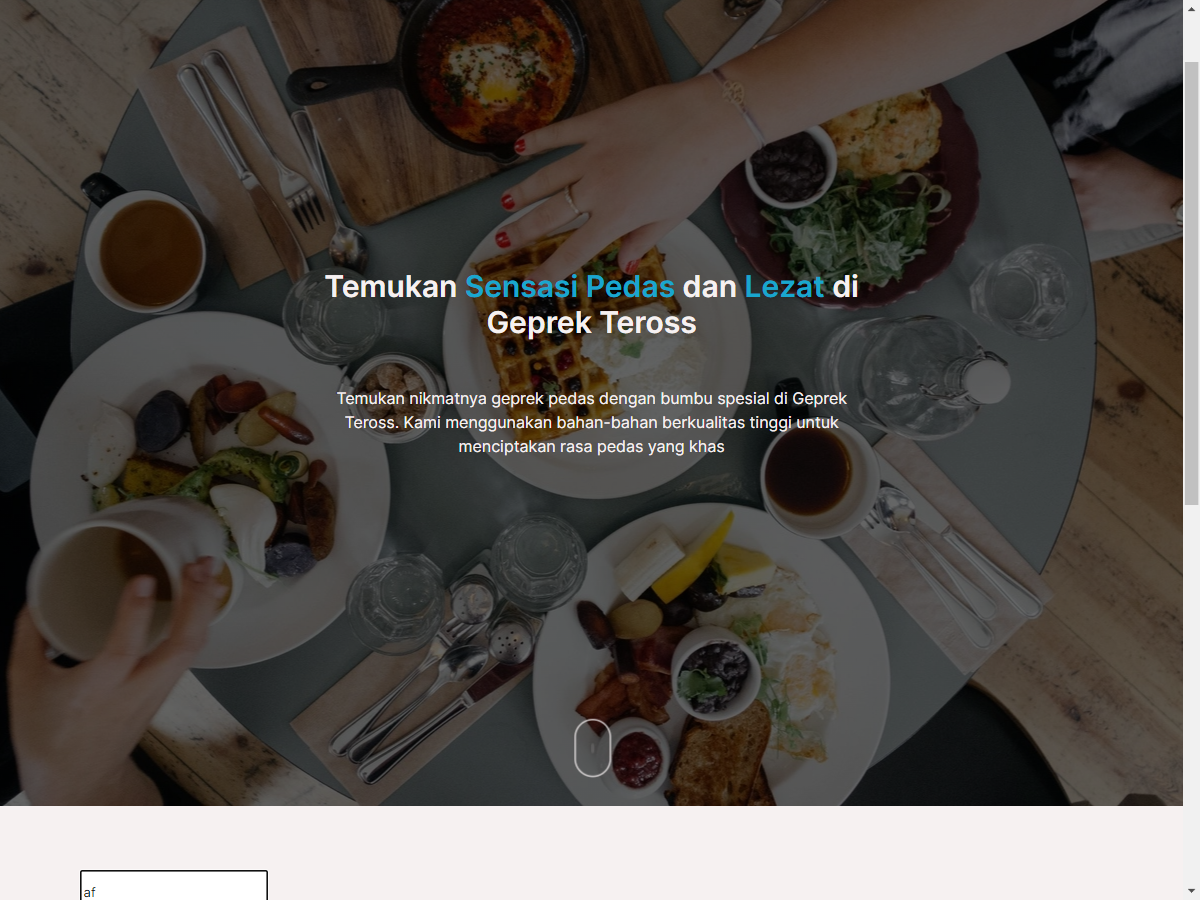 Temukan Sensasi Pedas dan Lezat di
Geprek Teross
Temukan nikmatnya geprek pedas dengan bumbu spesial di Geprek
Teross. Kami menggunakan bahan-bahan berkualitas tinggi untuk
menciptakan rasa pedas yang khas
af